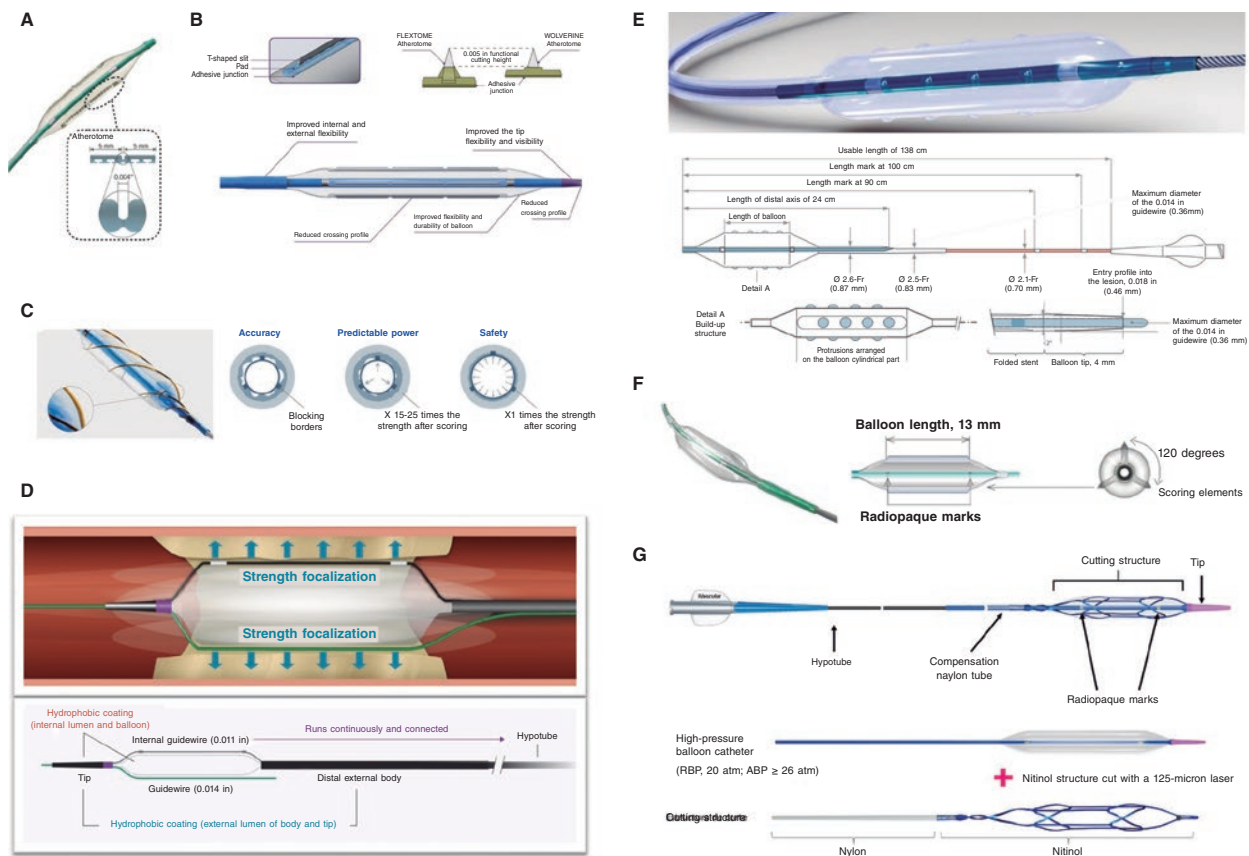 A
*Atherotome
5 mm 5 mm
0.004"
B
T-shaped slit
Pad
Adhesive junction
FLEXTOME
Atherotome
0.005 in functional
cutting height
WOLVERINE
Atherotome
Adhesive
junction
Improved internal and
external flexibility
Improved the tip
flexibility and visibility
Reduced crossing profile
Improved flexibility and
durability of balloon
Reduced
crossing profile
C
Accuracy
Predictable power
Safety
Blocking
borders
X 15-25 times the
strength after scoring
X1 times the strength
after scoring
D
Strength focalization
Strength focalization
Hydrophobic coating
(internal lumen and balloon)
Runs continuously and connected
Internal guidewire (0.011 in)
Hypotube
Tip
Distal external body
Guidewire (0.014 in)
Hydrophobic coating (external lumen of body and tip)
E
Usable length of 138 cm
Length mark at 100 cm
Length mark at 90 cm
Length of distal axis of 24 cm
Length of balloon
Maximum diameter
of the 0.014 in
guidewire (0.36mm)
Detail A
Ø 2.6-Fr
(0.87 mm)
Ø 2.5-Fr
(0.83 mm)
Ø 2.1-Fr
(0.70 mm)
Entry profile into
the lesion, 0.018 in
(0.46 mm)
Detail A
Build-up
structure
Protrusions arranged
on the balloon cylindrical part
Folded stent
Balloon tip, 4 mm
Maximum diameter
of the 0.014 in
guidewire (0.36 mm)
F
Balloon length, 13 mm
Radiopaque marks
120 degrees
Scoring elements
G
Cutting structure
Tip
Hypotube
Compensation
naylon tube
Radiopaque marks
High-pressure
balloon catheter
(RBP, 20 atm; ABP ≥ 26 atm)
+ Nitinol structure cut with a 125-micron laser
Nylon
Nitinol